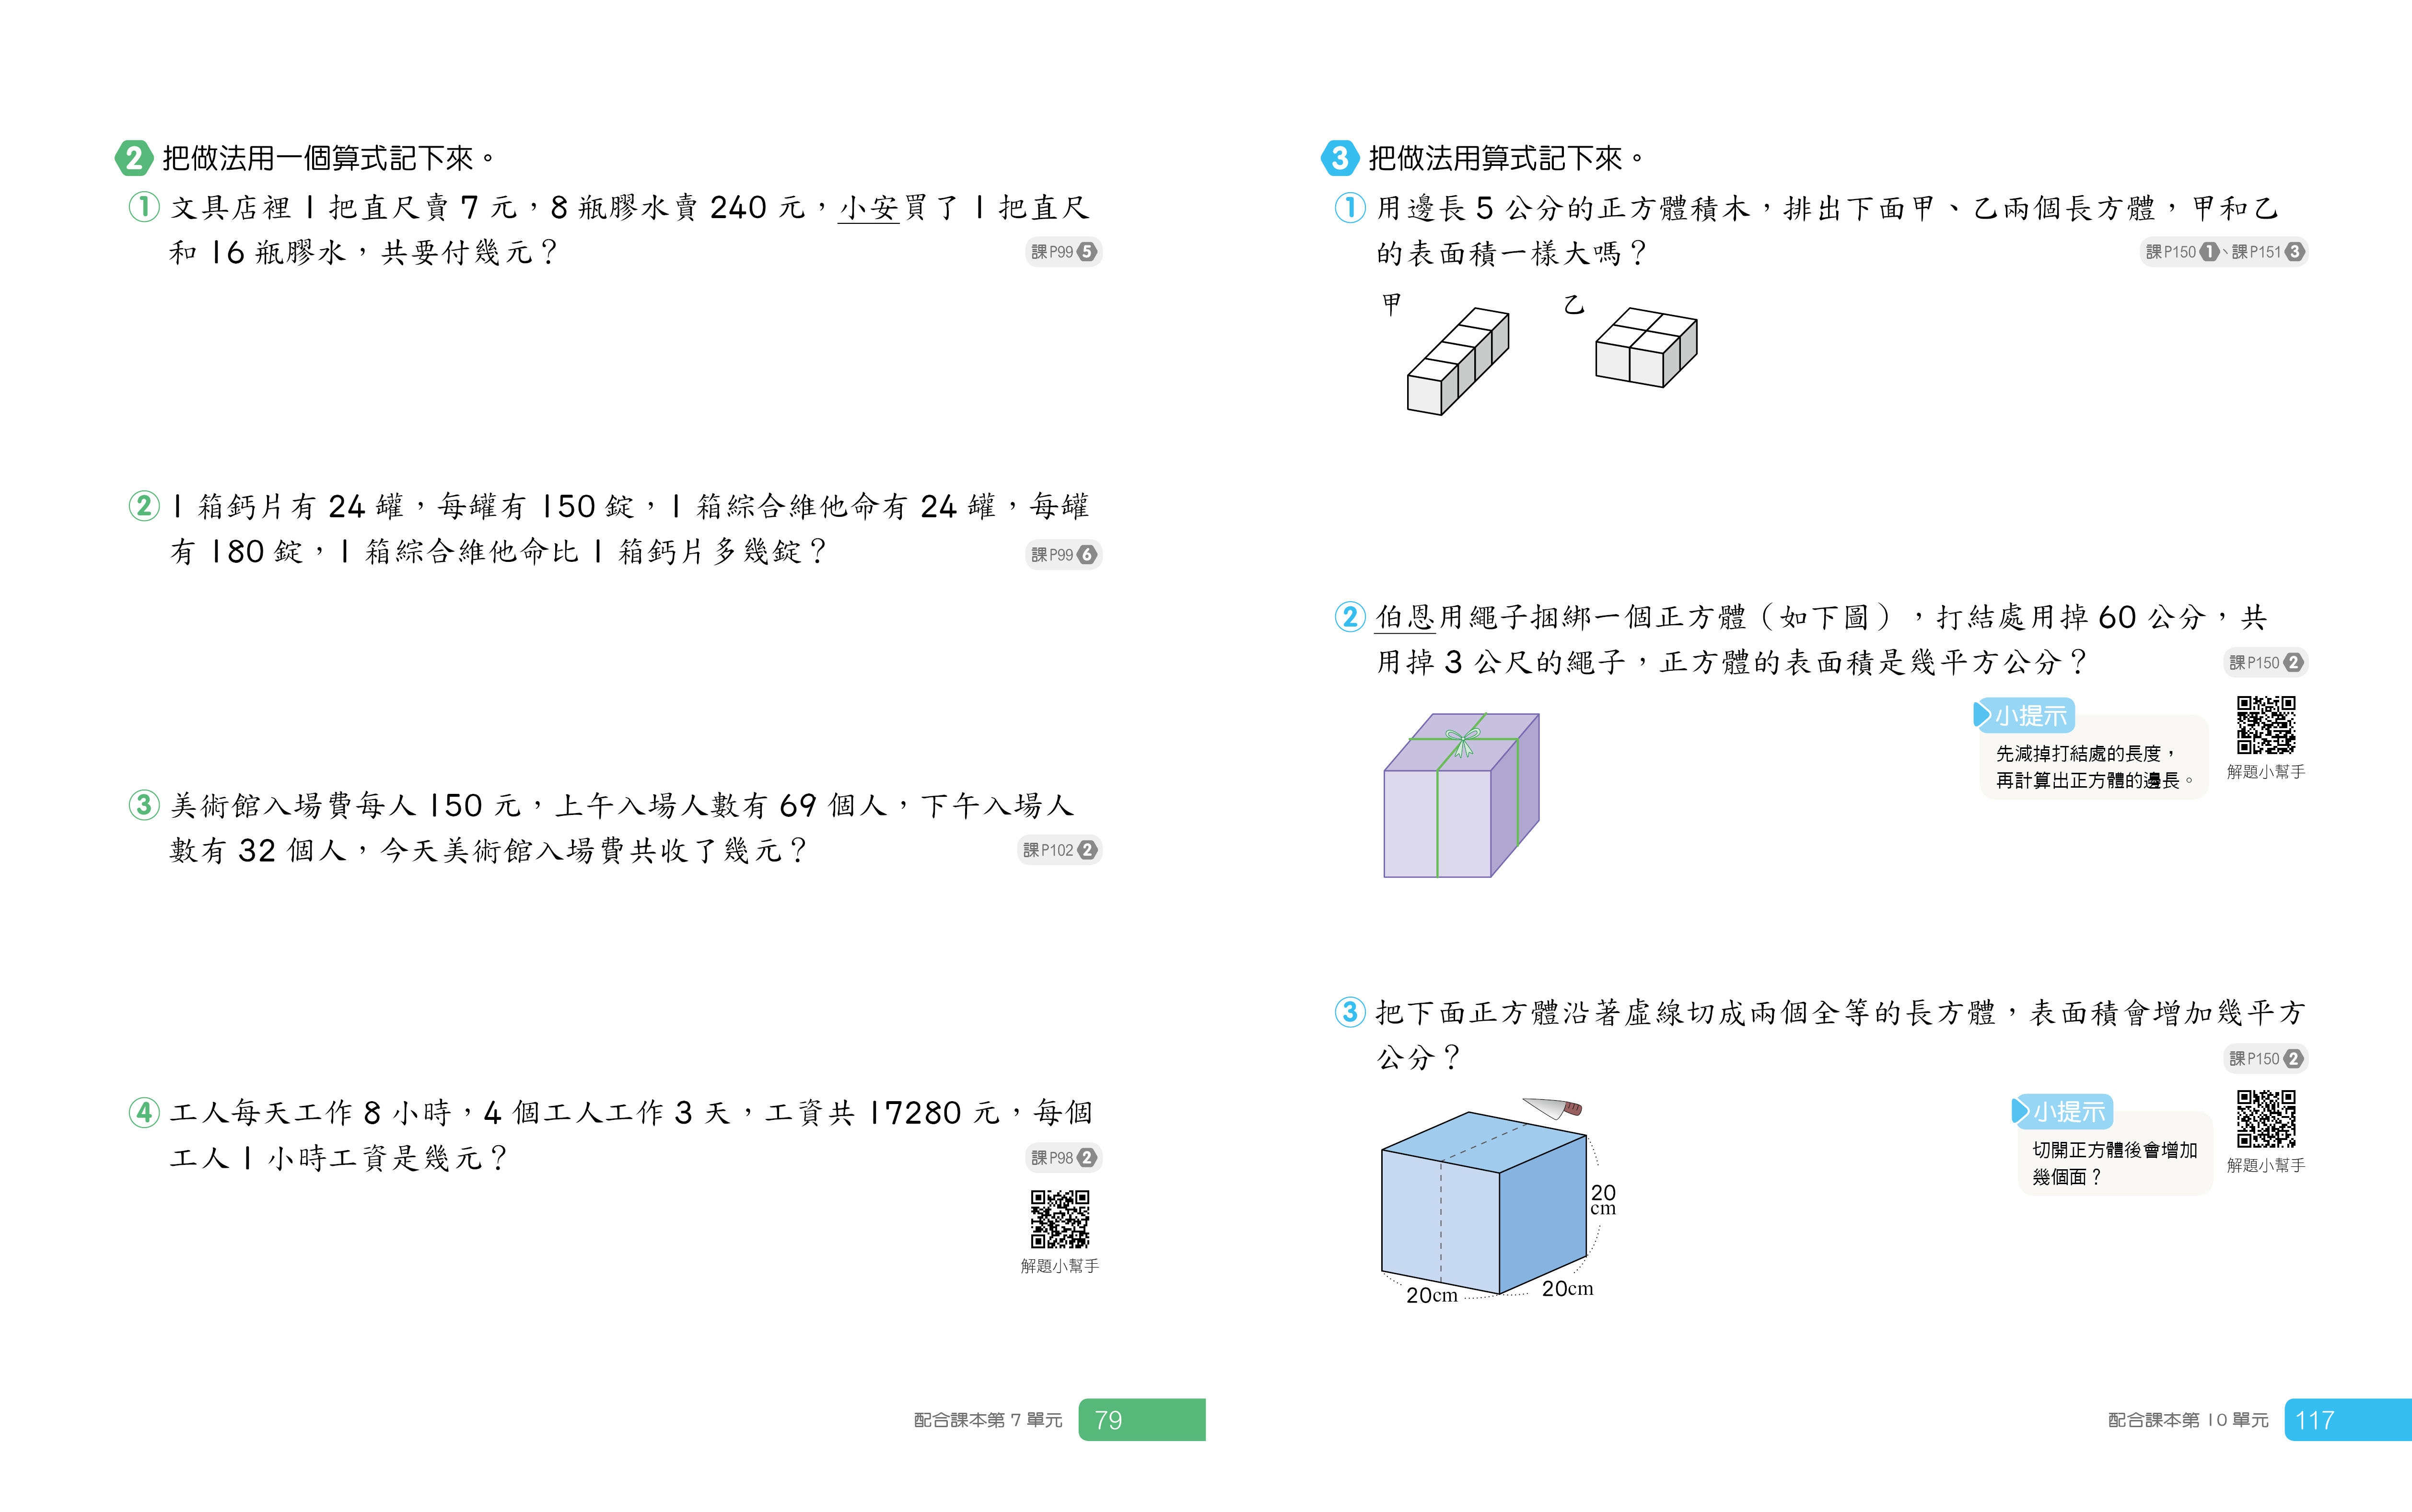 2 把做法用一個算式記下來。
① 文具店裡 1 把直尺賣 7 元，8 瓶膠水賣 240 元，小安買了 1 把直尺
和 16 瓶膠水，共要付幾元？
課P99 5
② 1 箱鈣片有 24 罐，每罐有 150 錠，1 箱綜合維他命有 24 罐，每罐
有 180 錠，1 箱綜合維他命比 1 箱鈣片多幾錠？
課P99 6
③ 美術館入場費每人 150 元，上午入場人數有 69 個人，下午入場人
數有 32 個人，今天美術館入場費共收了幾元？
課P102 2
④ 工人每天工作 8 小時，4 個工人工作 3 天，工資共 17280 元，每個
工人 1 小時工資是幾元？
課P98 2
解題小幫手
配合課本第 7 單元 79
3 把做法用算式記下來。
① 用邊長 5 公分的正方體積木，排出下面甲、乙兩個長方體，甲和乙
的表面積一樣大嗎？
課P150 1、課P151 3
甲 乙
② 伯恩用繩子捆綁一個正方體（如下圖），打結處用掉 60 公分，共
用掉 3 公尺的繩子，正方體的表面積是幾平方公分？
課P150 2
小提示
先減掉打結處的長度，
再計算出正方體的邊長。
解題小幫手
③ 把下面正方體沿著虛線切成兩個全等的長方體，表面積會增加幾平方
公分？
課P150 2
小提示
切開正方體後會增加
幾個面？
解題小幫手
20
cm
20cm
20cm
配合課本第 10 單元 117